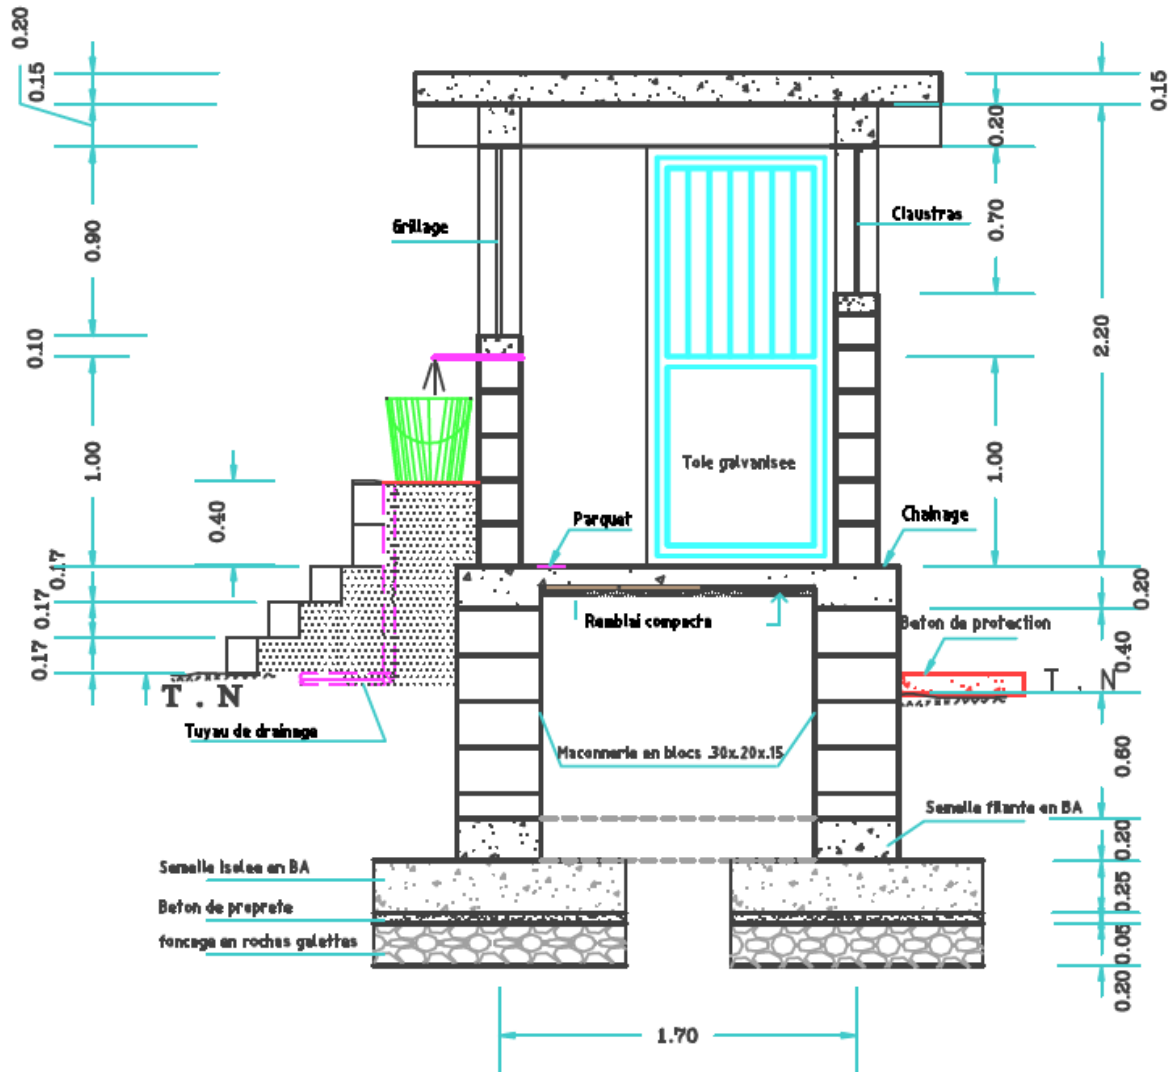 0.20
0.15
0.15
0.20
Grillage
Claustras
0.90
0.70
0.10
2.20
1.00
1.00
Tole galvanisee
0.40
Parquet
Chainage
0.17
0.17
0.17
0.20
Remblai compacte
Beton de protection
0.40
T . N
T . N
Tuyau de drainage
Maconnerie en blocs .30x.20x.15
0.60
Semelle filante en BA
0.20
Semelle isolee en BA
0.25
Beton de proprete
foncage en roches galettes
0.05
0.20
1.70